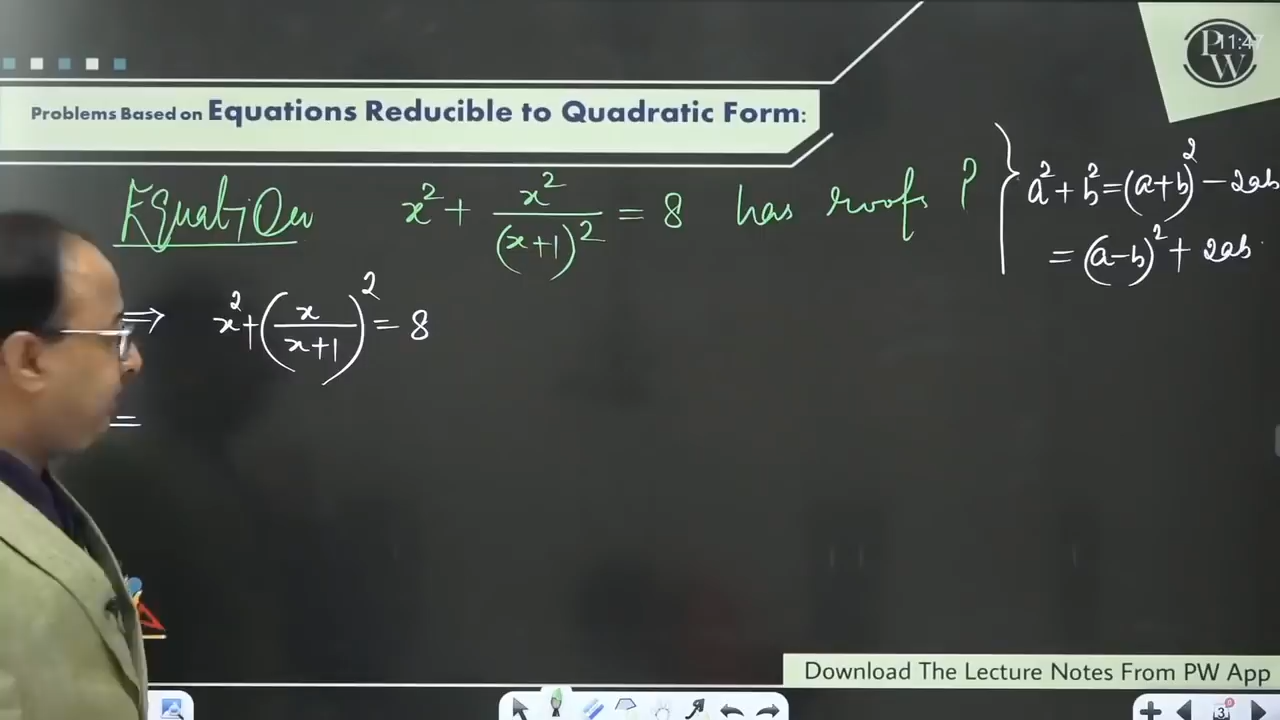 PW 11:47
Problems Based on Equations Reducible to Quadratic Form:
Equation x² + x²/(x+1)² = 8 has roots ?
a² + b² = (a+b)² - 2ab
= (a-b)² + 2ab
⇒ x² + (x/(x+1))² = 8
=
Download The Lecture Notes From PW App
3